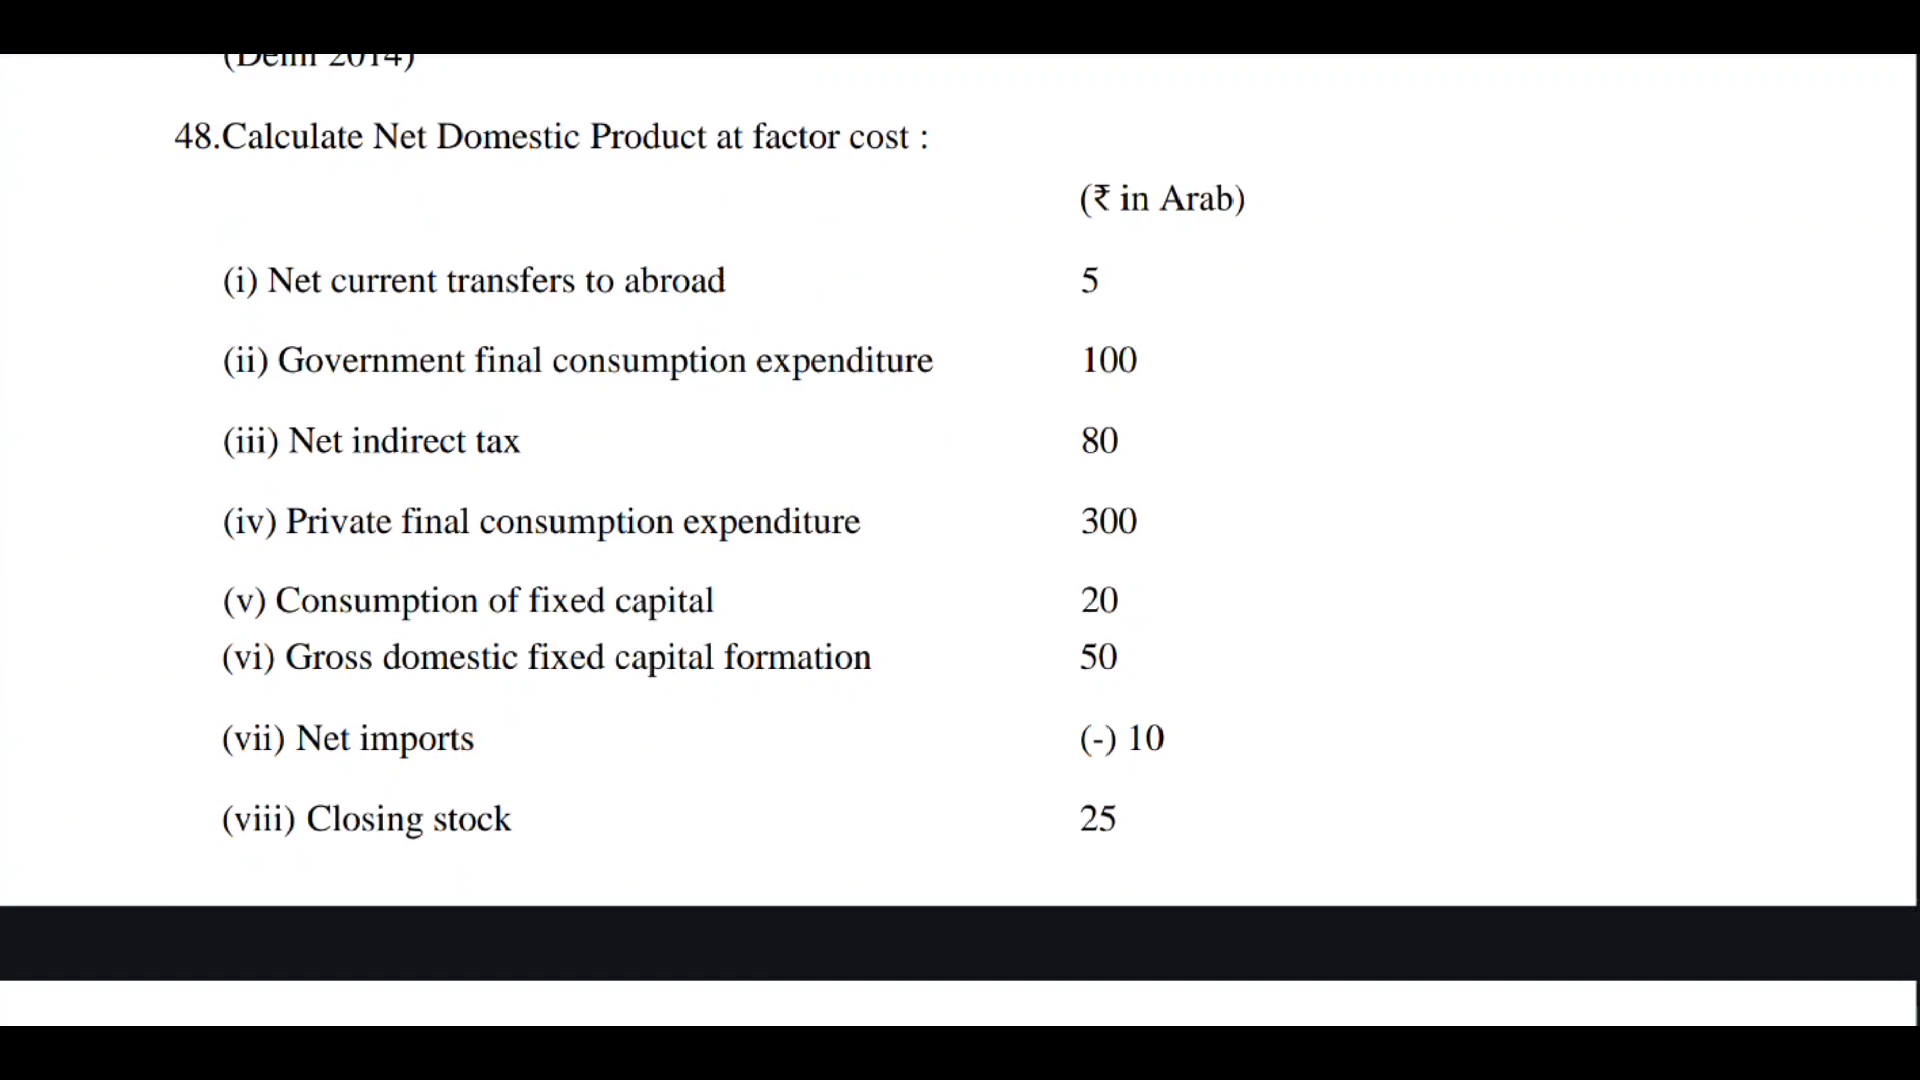 (Delhi 2014)
48.Calculate Net Domestic Product at factor cost :
(₹ in Arab)
(i) Net current transfers to abroad 5
(ii) Government final consumption expenditure 100
(iii) Net indirect tax 80
(iv) Private final consumption expenditure 300
(v) Consumption of fixed capital 20
(vi) Gross domestic fixed capital formation 50
(vii) Net imports (-) 10
(viii) Closing stock 25